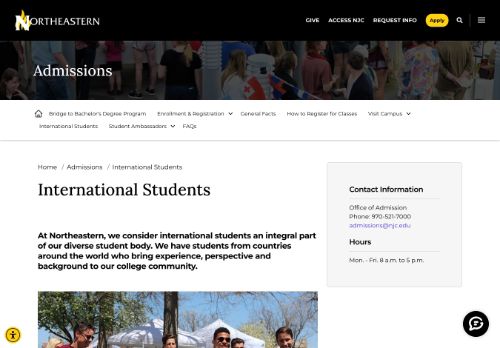 NORTHEASTERN
GIVE ACCESS NJC REQUEST INFO Apply
Admissions
Bridge to Bachelor's Degree Program Enrollment & Registration General Facts How to Register for Classes Visit Campus
International Students Student Ambassadors FAQs
Home / Admissions / International Students
International Students
At Northeastern, we consider international students an integral part
of our diverse student body. We have students from countries
around the world who bring experience, perspective and
background to our college community.
Contact Information
Office of Admission
Phone: 970-521-7000
admissions@njc.edu
Hours
Mon. - Fri. 8 a.m. to 5 p.m.